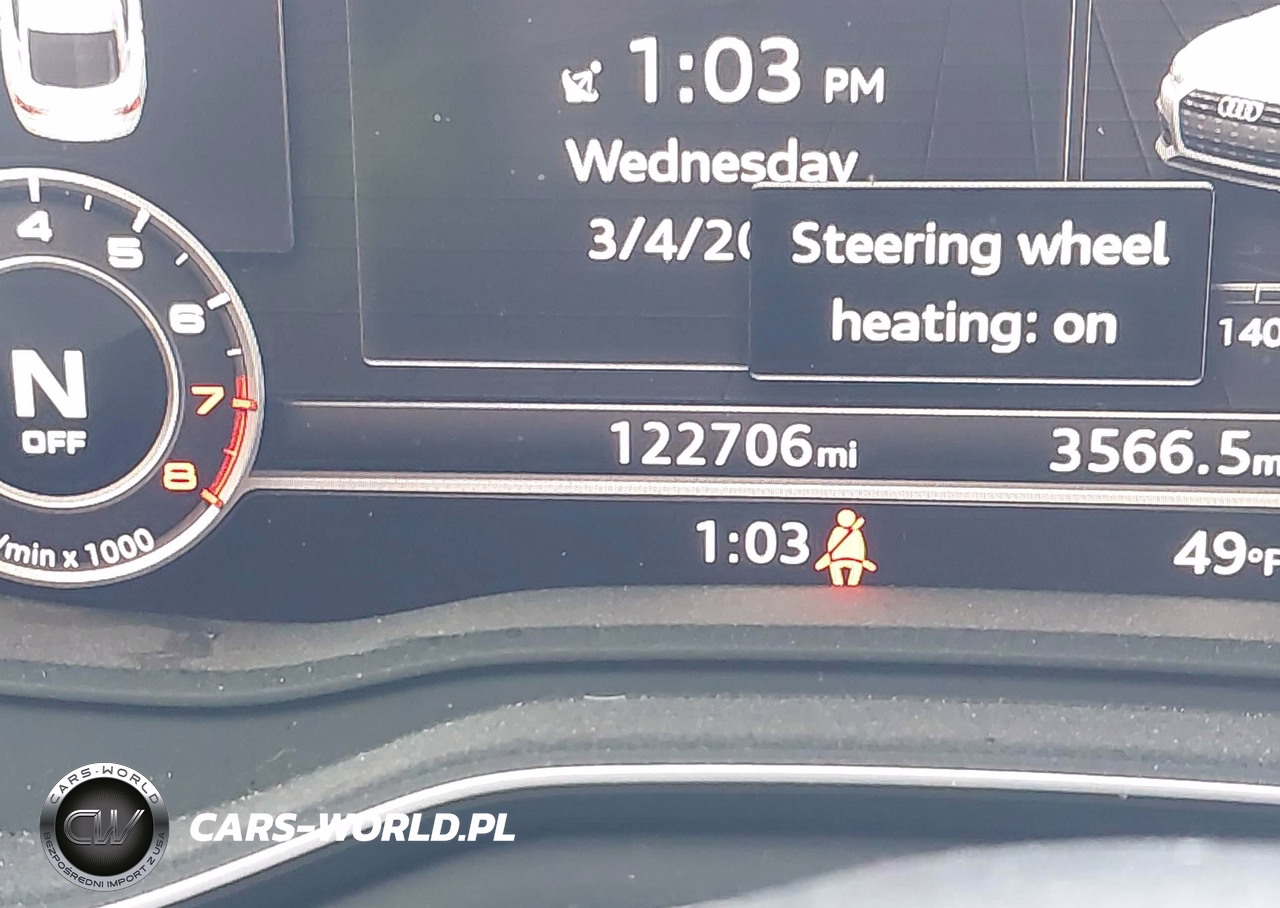 1:03 PM
Wednesday
3/4/20
Steering wheel
heating: on
140
4
5
6
7
8
N
OFF
/min x 1000
122706mi
3566.5m
1:03
49°F
CARS-WORLD
CW
BEZPOŚREDNI IMPORT Z USA
CARS-WORLD.PL